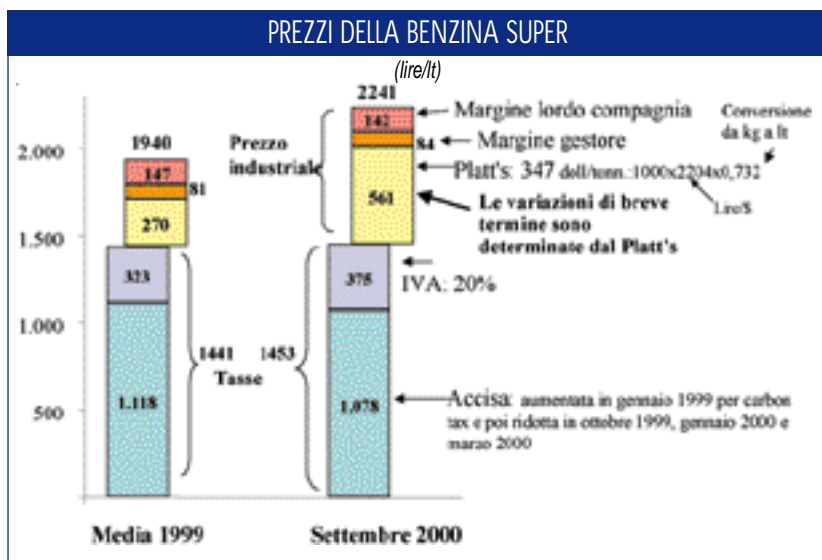 PREZZI DELLA BENZINA SUPER
(lire/lt)
2241
1940
2.000
1.500
1.000
500
147
81
270
323
1.118
142
84
561
375
1.078
Prezzo
industriale
Margine lordo compagnia
Margine gestore
Conversione
da kg a lt
Platt's: 347 doll/tonn.:1000x2204x0,732
Lire/$
Le variazioni di breve
termine sono
determinate dal Platt's
IVA: 20%
1441 1453
Tasse
Accisa: aumentata in gennaio 1999 per carbon
tax e poi ridotta in ottobre 1999, gennaio 2000 e
marzo 2000
Media 1999
Settembre 2000